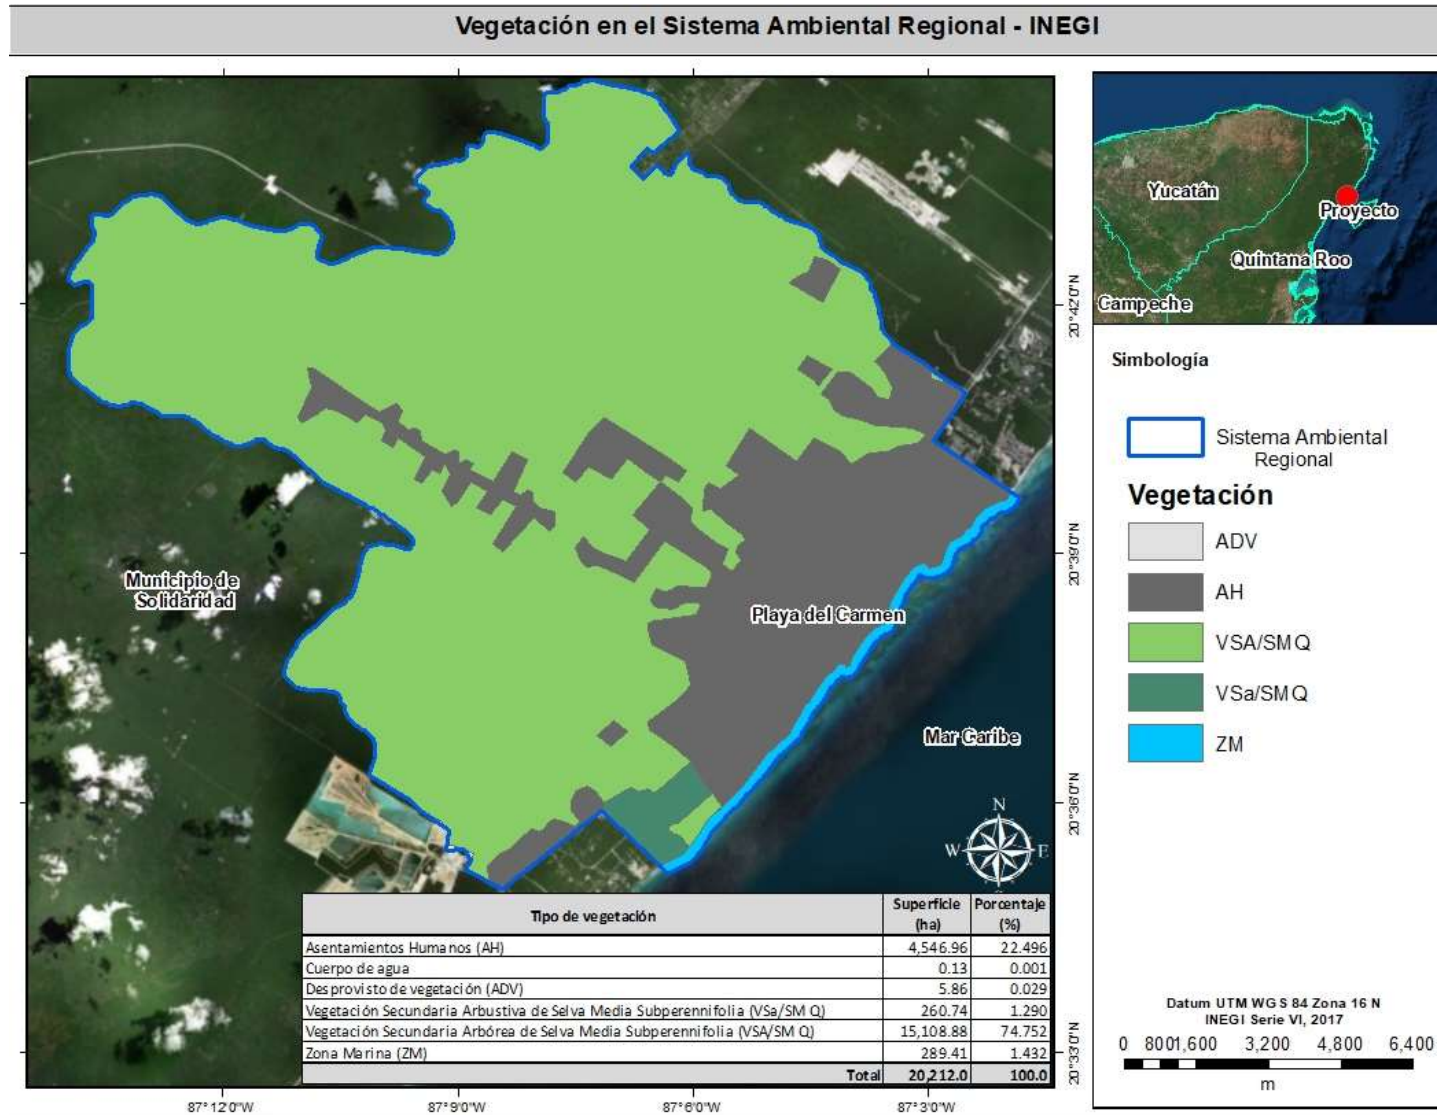 Vegetación en el Sistema Ambiental Regional - INEGI
Municipio de
Solidaridad
Playa del Carmen
Mar Caribe
N
W
E
20°42'0"N
20°39'0"N
20°36'0"N
20°33'0"N
87°12'0"W
87°9'0"W
87°6'0"W
87°3'0"W
Tipo de vegetación Superficie (ha) Porcentaje (%)
Asentamientos Humanos (AH) 4,546.96 22.496
Cuerpo de agua 0.13 0.001
Desprovisto de vegetación (ADV) 5.86 0.029
Vegetación Secundaria Arbustiva de Selva Media Subperennifolia (VSa/SMQ) 260.74 1.290
Vegetación Secundaria Arbórea de Selva Media Subperennifolia (VSA/SMQ) 15,108.88 74.752
Zona Marina (ZM) 289.41 1.432
Total 20,212.0 100.0
Yucatán
Proyecto
Quintana Roo
Campeche
Simbología
Sistema Ambiental
Regional
Vegetación
ADV
AH
VSA/SMQ
VSa/SMQ
ZM
Datum UTM WGS 84 Zona 16 N
INEGI Serie VI, 2017
0 800 1,600 3,200 4,800 6,400
m